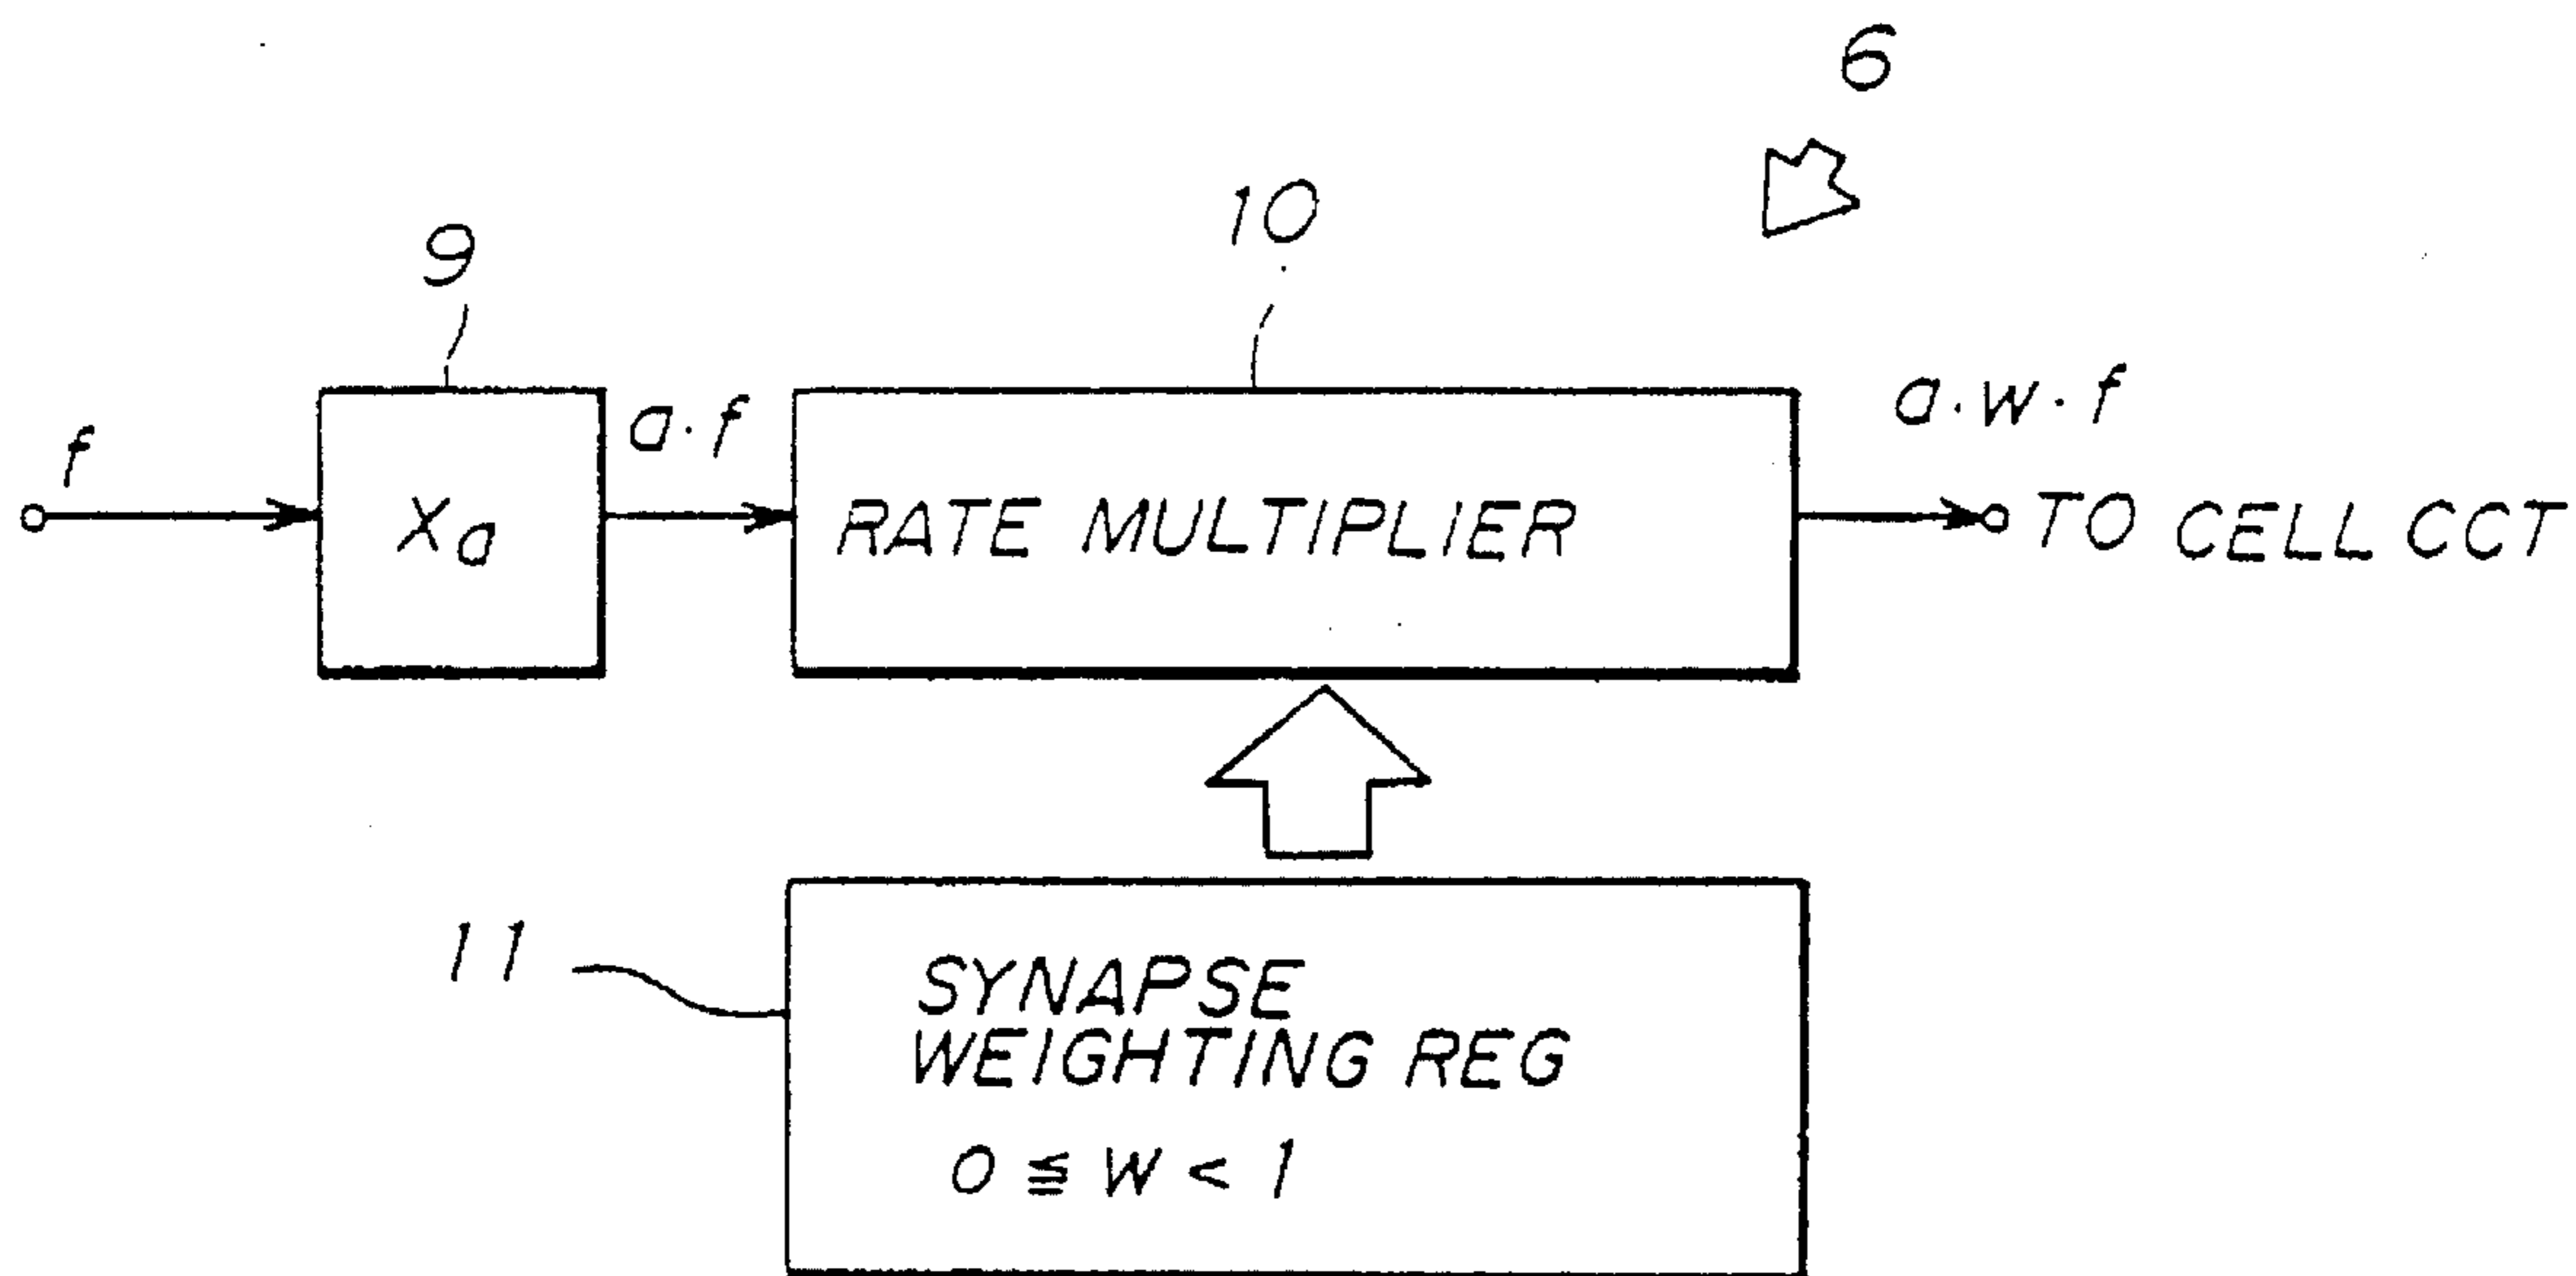 6
10
9
f
a·f
a·w·f
Xa
RATE MULTIPLIER
TO CELL CCT
11
SYNAPSE
WEIGHTING REG
0 ≦ W < 1